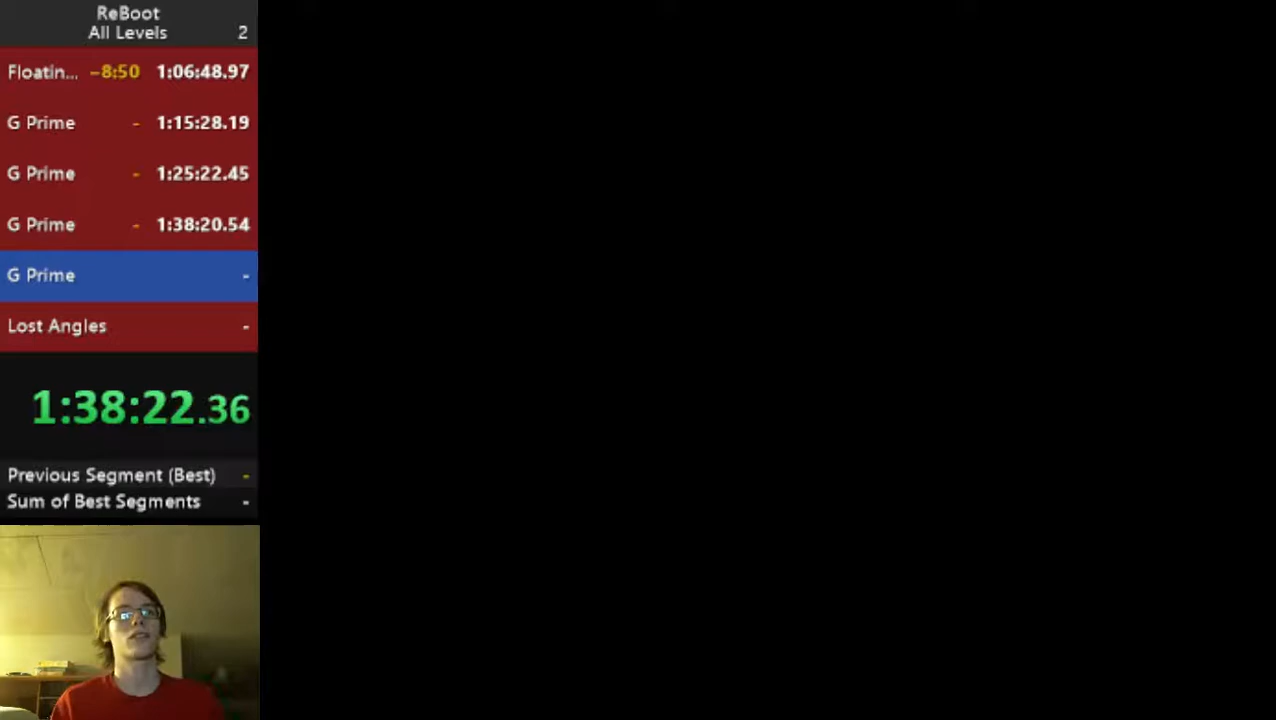 ReBoot
All Levels 2
Floatin... -8:50 1:06:48.97
G Prime - 1:15:28.19
G Prime - 1:25:22.45
G Prime - 1:38:20.54
G Prime -
Lost Angles -
1:38:22.36
Previous Segment (Best) -
Sum of Best Segments -